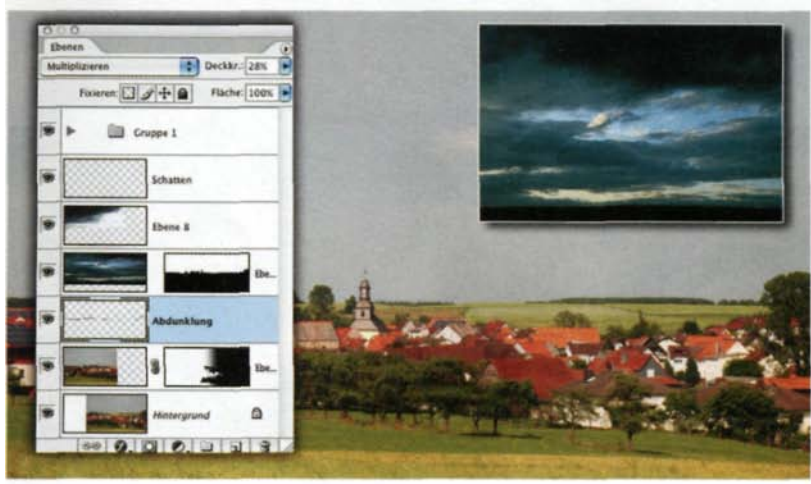 Ebenen
Multiplizieren Deckkr.: 28%
Fixieren: Fläche: 100%
Gruppe 1
Schatten
Ebene 8
Ebe...
Abdunklung
Ebe...
Hintergrund